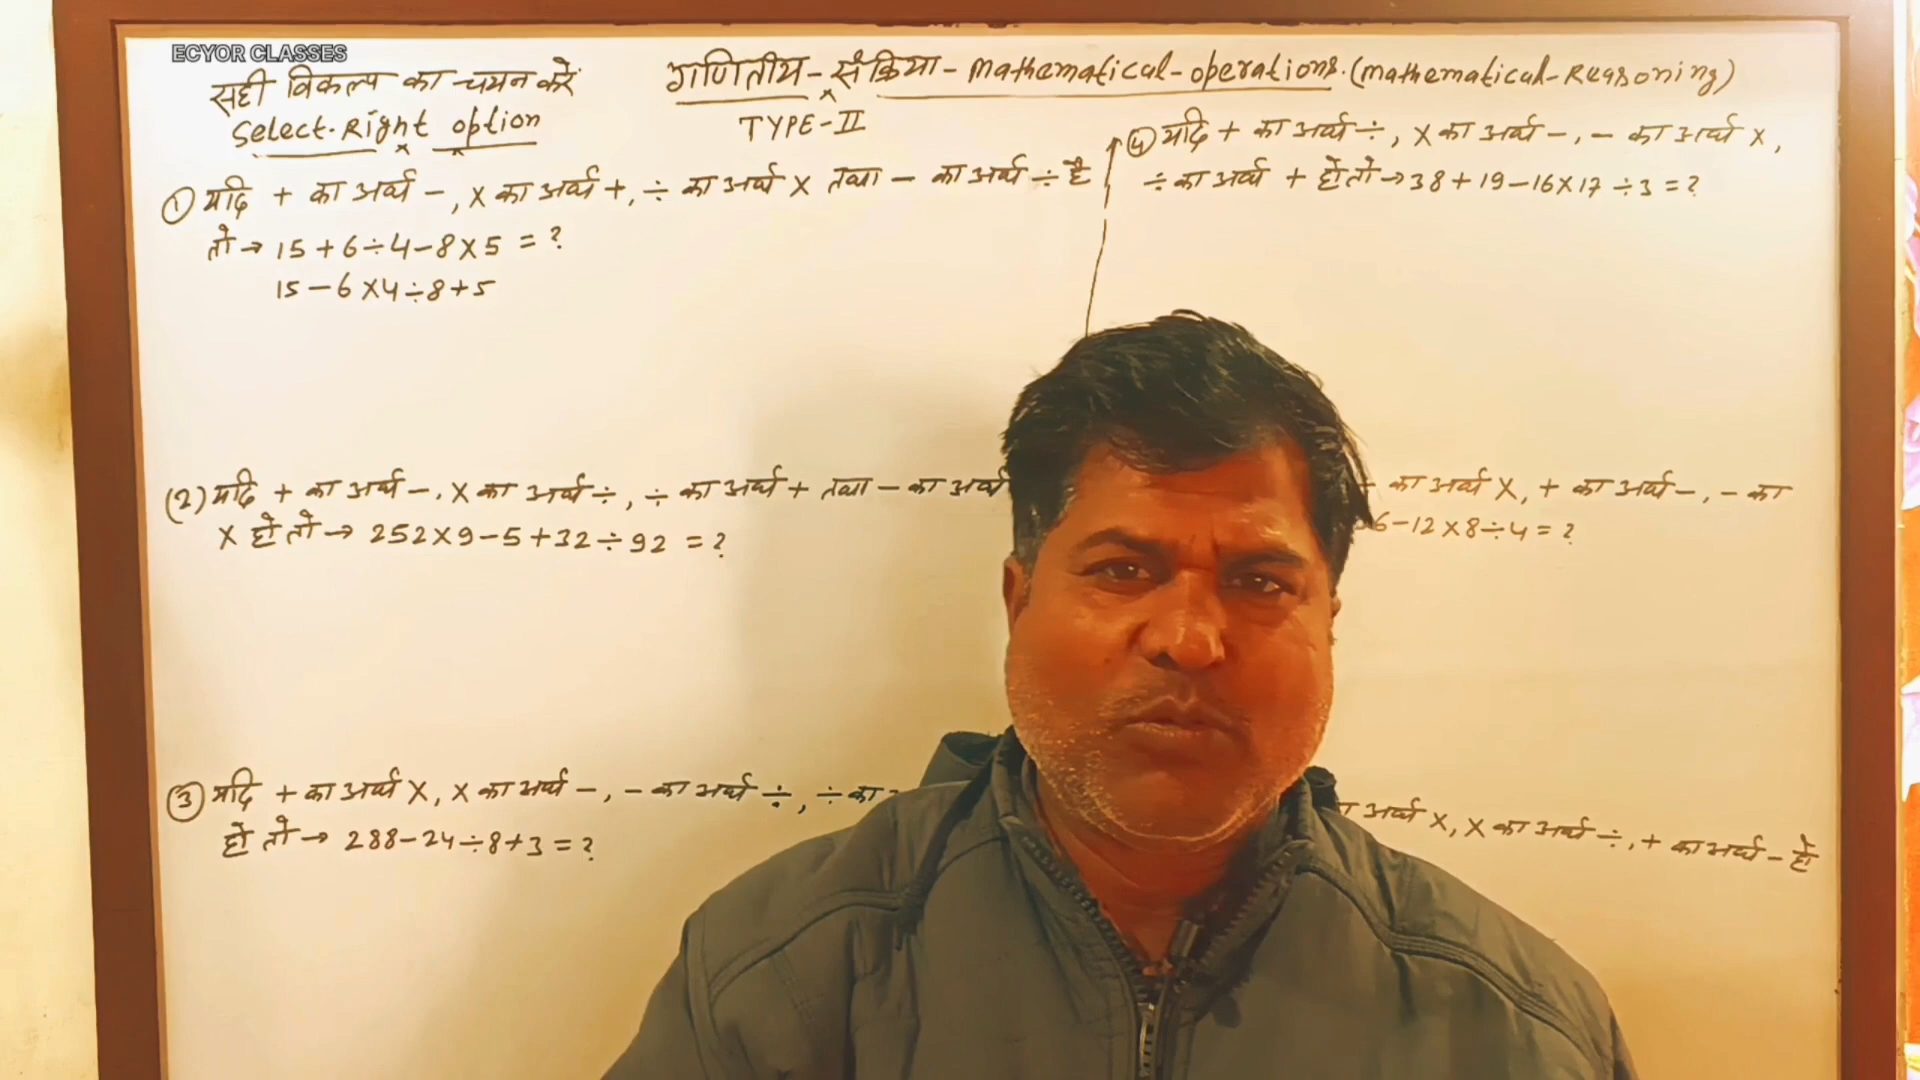 ECYOR CLASSES
सही विकल्प का चयन करें
Select. Right option
गणितीय - संक्रिया - mathematical - operations. (mathematical - Reasoning)
TYPE - II
① यदि + का अर्थ -, × का अर्थ +, ÷ का अर्थ × तथा - का अर्थ ÷ है
तो → 15 + 6 ÷ 4 - 8 × 5 = ?
15 - 6 × 4 ÷ 8 + 5
(2) यदि + का अर्थ -, × का अर्थ ÷, ÷ का अर्थ + तथा - का अर्थ
× हो तो → 252 × 9 - 5 + 32 ÷ 92 = ?
③ यदि + का अर्थ ×, × का अर्थ -, - का अर्थ ÷, ÷ का
हो तो → 288 - 24 ÷ 8 + 3 = ?
④ यदि + का अर्थ ÷, × का अर्थ -, - का अर्थ ×,
÷ का अर्थ + हो तो → 38 + 19 - 16 × 17 ÷ 3 = ?
का अर्थ ×, + का अर्थ -, - का
6 - 12 × 8 ÷ 4 = ?
अर्थ ×, × का अर्थ ÷, + का अर्थ - हो